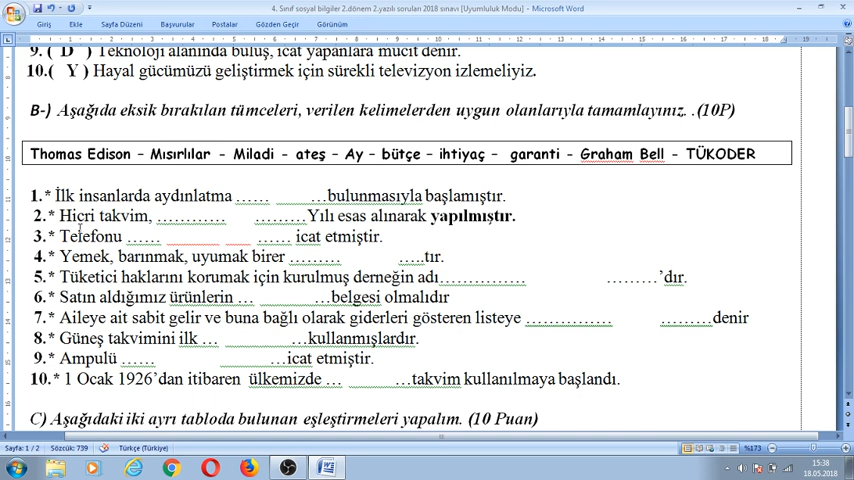 4. Sınıf sosyal bilgiler 2.dönem 2.yazılı soruları 2018 sınavı [Uyumluluk Modu] - Microsoft Word
Giriş Ekle Sayfa Düzeni Başvurular Postalar Gözden Geçir Görünüm
9. ( D ) Teknoloji alanında buluş, icat yapanlara mucit denir.
10.( Y ) Hayal gücümüzü geliştirmek için sürekli televizyon izlemeliyiz.
B-) Aşağıda eksik bırakılan tümceleri, verilen kelimelerden uygun olanlarıyla tamamlayınız. .(10P)
Thomas Edison – Mısırlılar - Miladi - ateş - Ay – bütçe – ihtiyaç – garanti - Graham Bell - TÜKODER
1.* İlk insanlarda aydınlatma …… …bulunmasıyla başlamıştır.
2.* Hicri takvim, ………… ………Yılı esas alınarak yapılmıştır.
3.* Telefonu …… …… icat etmiştir.
4.* Yemek, barınmak, uyumak birer ……… …..tır.
5.* Tüketici haklarını korumak için kurulmuş derneğin adı…………… ………’dır.
6.* Satın aldığımız ürünlerin … …belgesi olmalıdır
7.* Aileye ait sabit gelir ve buna bağlı olarak giderleri gösteren listeye …………… ………denir
8.* Güneş takvimini ilk … …kullanmışlardır.
9.* Ampulü …… …icat etmiştir.
10.* 1 Ocak 1926’dan itibaren ülkemizde … …takvim kullanılmaya başlandı.
C) Aşağıdaki iki ayrı tabloda bulunan eşleştirmeleri yapalım. (10 Puan)
Sayfa: 1 / 2 Sözcük: 739 Türkçe (Türkiye) %173
15:38
18.05.2018